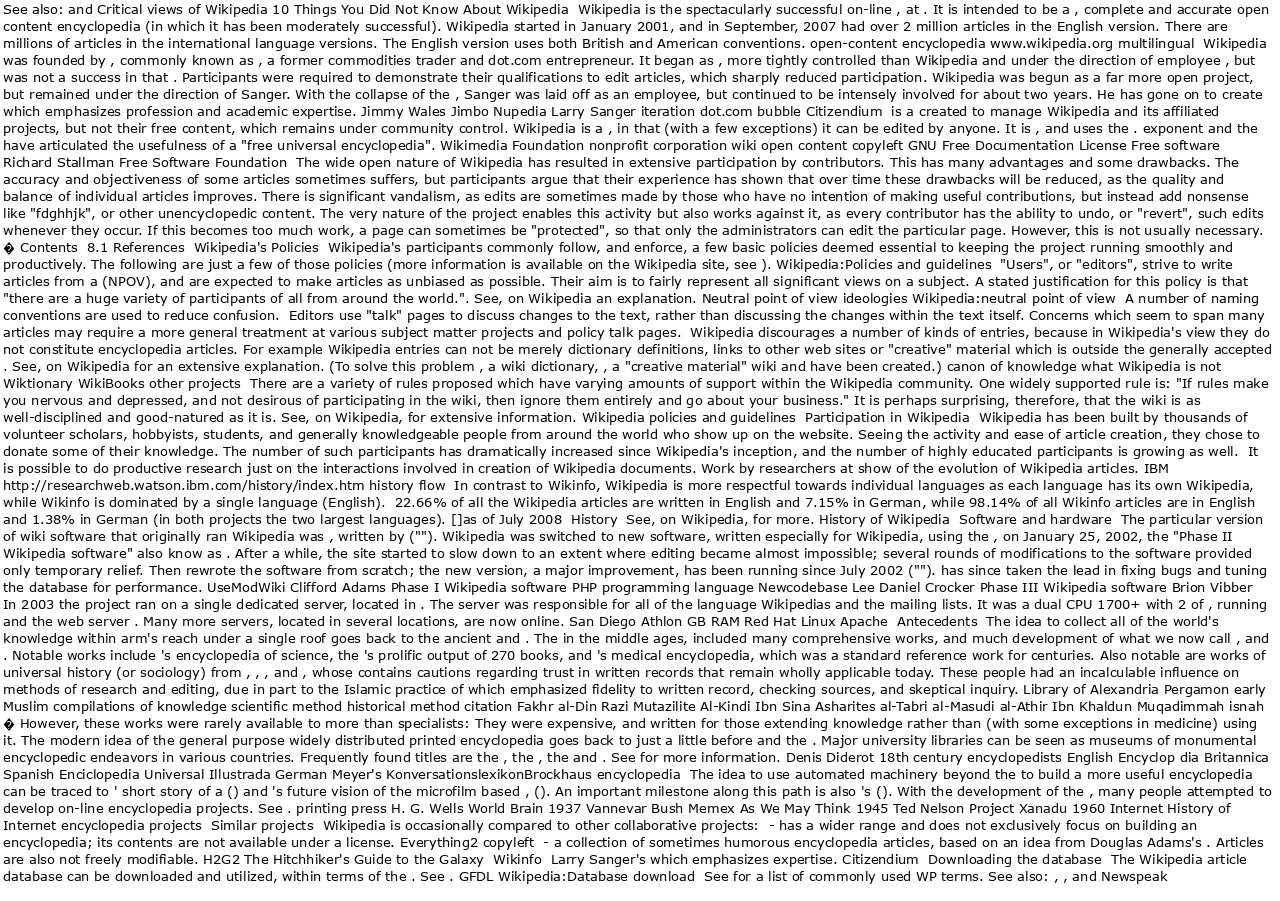 See also: and Critical views of Wikipedia 10 Things You Did Not Know About Wikipedia  Wikipedia is the spectacularly successful on-line , at . It is intended to be a , complete and accurate open
content encyclopedia (in which it has been moderately successful). Wikipedia started in January 2001, and in September, 2007 had over 2 million articles in the English version. There are
millions of articles in the international language versions. The English version uses both British and American conventions. open-content encyclopedia www.wikipedia.org multilingual  Wikipedia
was founded by , commonly known as , a former commodities trader and dot.com entrepreneur. It began as , more tightly controlled than Wikipedia and under the direction of employee , but
was not a success in that . Participants were required to demonstrate their qualifications to edit articles, which sharply reduced participation. Wikipedia was begun as a far more open project,
but remained under the direction of Sanger. With the collapse of the , Sanger was laid off as an employee, but continued to be intensely involved for about two years. He has gone on to create
which emphasizes profession and academic expertise. Jimmy Wales Jimbo Nupedia Larry Sanger iteration dot.com bubble Citizendium  is a created to manage Wikipedia and its affiliated
projects, but not their free content, which remains under community control. Wikipedia is a , in that (with a few exceptions) it can be edited by anyone. It is , and uses the . exponent and the
have articulated the usefulness of a "free universal encyclopedia". Wikimedia Foundation nonprofit corporation wiki open content copyleft GNU Free Documentation License Free software
Richard Stallman Free Software Foundation  The wide open nature of Wikipedia has resulted in extensive participation by contributors. This has many advantages and some drawbacks. The
accuracy and objectiveness of some articles sometimes suffers, but participants argue that their experience has shown that over time these drawbacks will be reduced, as the quality and
balance of individual articles improves. There is significant vandalism, as edits are sometimes made by those who have no intention of making useful contributions, but instead add nonsense
like "fdghhjk", or other unencyclopedic content. The very nature of the project enables this activity but also works against it, as every contributor has the ability to undo, or "revert", such edits
whenever they occur. If this becomes too much work, a page can sometimes be "protected", so that only the administrators can edit the particular page. However, this is not usually necessary.
� Contents  8.1 References  Wikipedia's Policies  Wikipedia's participants commonly follow, and enforce, a few basic policies deemed essential to keeping the project running smoothly and
productively. The following are just a few of those policies (more information is available on the Wikipedia site, see ). Wikipedia:Policies and guidelines  "Users", or "editors", strive to write
articles from a (NPOV), and are expected to make articles as unbiased as possible. Their aim is to fairly represent all significant views on a subject. A stated justification for this policy is that
"there are a huge variety of participants of all from around the world.". See, on Wikipedia an explanation. Neutral point of view ideologies Wikipedia:neutral point of view  A number of naming
conventions are used to reduce confusion.  Editors use "talk" pages to discuss changes to the text, rather than discussing the changes within the text itself. Concerns which seem to span many
articles may require a more general treatment at various subject matter projects and policy talk pages.  Wikipedia discourages a number of kinds of entries, because in Wikipedia's view they do
not constitute encyclopedia articles. For example Wikipedia entries can not be merely dictionary definitions, links to other web sites or "creative" material which is outside the generally accepted
. See, on Wikipedia for an extensive explanation. (To solve this problem , a wiki dictionary, , a "creative material" wiki and have been created.) canon of knowledge what Wikipedia is not
Wiktionary WikiBooks other projects  There are a variety of rules proposed which have varying amounts of support within the Wikipedia community. One widely supported rule is: "If rules make
you nervous and depressed, and not desirous of participating in the wiki, then ignore them entirely and go about your business." It is perhaps surprising, therefore, that the wiki is as
well-disciplined and good-natured as it is. See, on Wikipedia, for extensive information. Wikipedia policies and guidelines  Participation in Wikipedia  Wikipedia has been built by thousands of
volunteer scholars, hobbyists, students, and generally knowledgeable people from around the world who show up on the website. Seeing the activity and ease of article creation, they chose to
donate some of their knowledge. The number of such participants has dramatically increased since Wikipedia's inception, and the number of highly educated participants is growing as well.  It
is possible to do productive research just on the interactions involved in creation of Wikipedia documents. Work by researchers at show of the evolution of Wikipedia articles. IBM
http://researchweb.watson.ibm.com/history/index.htm history flow  In contrast to Wikinfo, Wikipedia is more respectful towards individual languages as each language has its own Wikipedia,
while Wikinfo is dominated by a single language (English).  22.66% of all the Wikipedia articles are written in English and 7.15% in German, while 98.14% of all Wikinfo articles are in English
and 1.38% in German (in both projects the two largest languages). []as of July 2008  History  See, on Wikipedia, for more. History of Wikipedia  Software and hardware  The particular version
of wiki software that originally ran Wikipedia was , written by (""). Wikipedia was switched to new software, written especially for Wikipedia, using the , on January 25, 2002, the "Phase II
Wikipedia software" also know as . After a while, the site started to slow down to an extent where editing became almost impossible; several rounds of modifications to the software provided
only temporary relief. Then rewrote the software from scratch; the new version, a major improvement, has been running since July 2002 (""). has since taken the lead in fixing bugs and tuning
the database for performance. UseModWiki Clifford Adams Phase I Wikipedia software PHP programming language Newcodebase Lee Daniel Crocker Phase III Wikipedia software Brion Vibber
In 2003 the project ran on a single dedicated server, located in . The server was responsible for all of the language Wikipedias and the mailing lists. It was a dual CPU 1700+ with 2 of , running
and the web server . Many more servers, located in several locations, are now online. San Diego Athlon GB RAM Red Hat Linux Apache  Antecedents  The idea to collect all of the world's
knowledge within arm's reach under a single roof goes back to the ancient and . The in the middle ages, included many comprehensive works, and much development of what we now call , and
. Notable works include 's encyclopedia of science, the 's prolific output of 270 books, and 's medical encyclopedia, which was a standard reference work for centuries. Also notable are works of
universal history (or sociology) from , , , and , whose contains cautions regarding trust in written records that remain wholly applicable today. These people had an incalculable influence on
methods of research and editing, due in part to the Islamic practice of which emphasized fidelity to written record, checking sources, and skeptical inquiry. Library of Alexandria Pergamon early
Muslim compilations of knowledge scientific method historical method citation Fakhr al-Din Razi Mutazilite Al-Kindi Ibn Sina Asharites al-Tabri al-Masudi al-Athir Ibn Khaldun Muqadimmah isnah
� However, these works were rarely available to more than specialists: They were expensive, and written for those extending knowledge rather than (with some exceptions in medicine) using
it. The modern idea of the general purpose widely distributed printed encyclopedia goes back to just a little before and the . Major university libraries can be seen as museums of monumental
encyclopedic endeavors in various countries. Frequently found titles are the , the , the and . See for more information. Denis Diderot 18th century encyclopedists English Encyclop dia Britannica
Spanish Enciclopedia Universal Illustrada German Meyer's KonversationslexikonBrockhaus encyclopedia  The idea to use automated machinery beyond the to build a more useful encyclopedia
can be traced to ' short story of a () and 's future vision of the microfilm based , (). An important milestone along this path is also 's (). With the development of the , many people attempted to
develop on-line encyclopedia projects. See . printing press H. G. Wells World Brain 1937 Vannevar Bush Memex As We May Think 1945 Ted Nelson Project Xanadu 1960 Internet History of
Internet encyclopedia projects  Similar projects  Wikipedia is occasionally compared to other collaborative projects:   - has a wider range and does not exclusively focus on building an
encyclopedia; its contents are not available under a license. Everything2 copyleft  - a collection of sometimes humorous encyclopedia articles, based on an idea from Douglas Adams's . Articles
are also not freely modifiable. H2G2 The Hitchhiker's Guide to the Galaxy  Wikinfo  Larry Sanger's which emphasizes expertise. Citizendium  Downloading the database  The Wikipedia article
database can be downloaded and utilized, within terms of the . See . GFDL Wikipedia:Database download  See for a list of commonly used WP terms. See also: , , and Newspeak